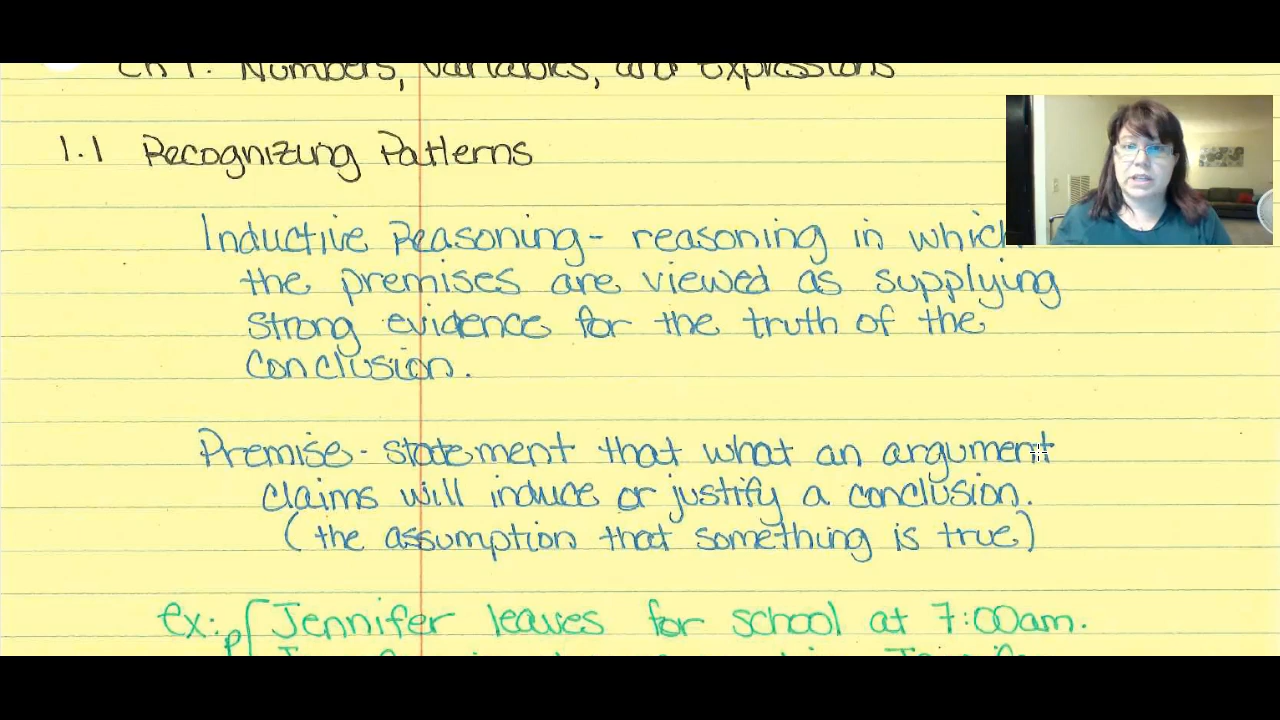 Ch 1: Numbers, Variables, and Expressions
1.1 Recognizing Patterns
Inductive Reasoning - reasoning in which
the premises are viewed as supplying
strong evidence for the truth of the
conclusion.
Premise - statement that what an argument
claims will induce or justify a conclusion.
(the assumption that something is true)
ex: p Jennifer leaves for school at 7:00am.